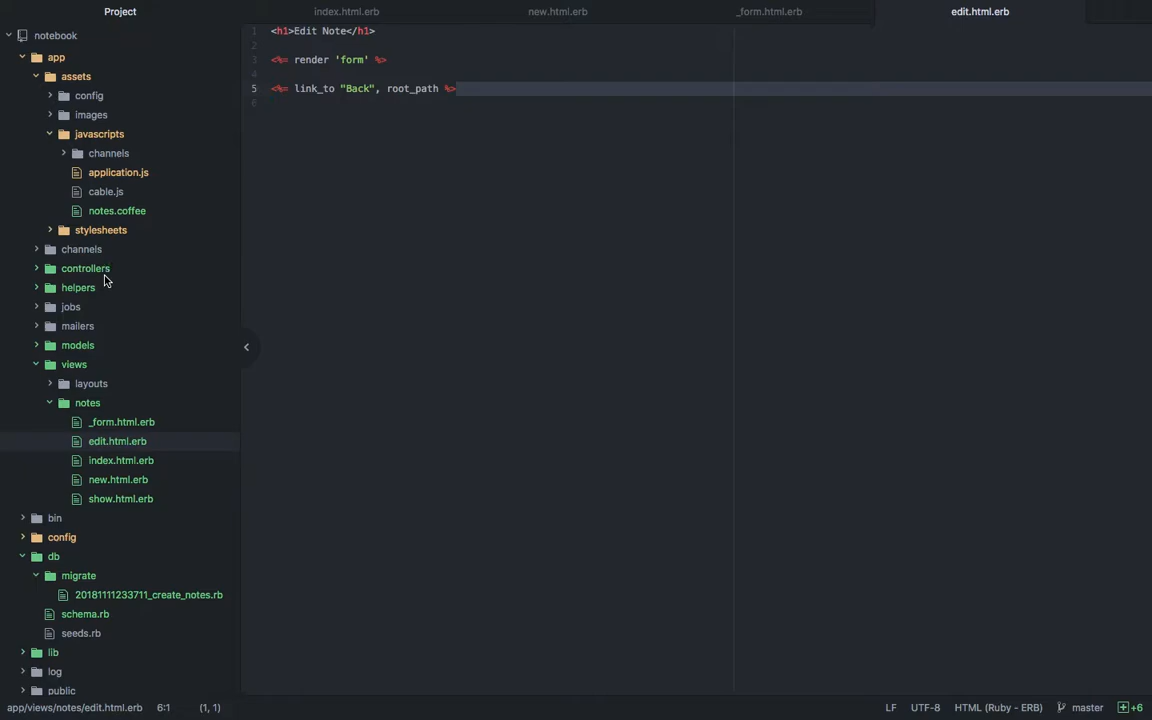 Project
index.html.erb
new.html.erb
_form.html.erb
edit.html.erb
notebook
app
assets
config
images
javascripts
channels
application.js
cable.js
notes.coffee
stylesheets
channels
controllers
helpers
jobs
mailers
models
views
layouts
notes
_form.html.erb
edit.html.erb
index.html.erb
new.html.erb
show.html.erb
bin
config
db
migrate
20181111233711_create_notes.rb
schema.rb
seeds.rb
lib
log
public
1 <h1>Edit Note</h1>
2
3 <%= render 'form' %>
4
5 <%= link_to "Back", root_path %>
6
app/views/notes/edit.html.erb 6:1 (1, 1)
LF UTF-8 HTML (Ruby - ERB) master +6